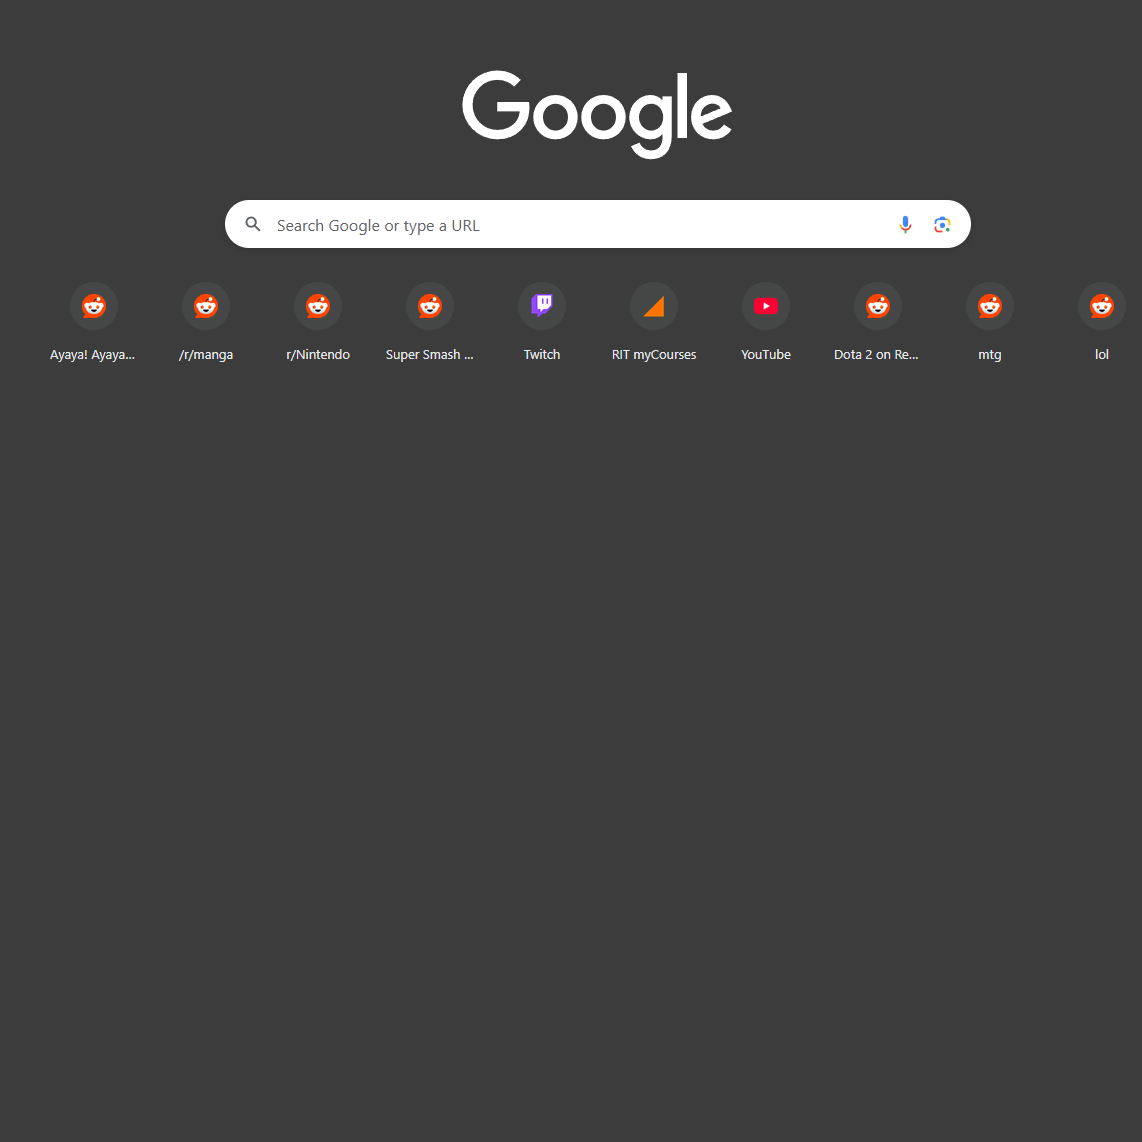 Google
Search Google or type a URL
Ayaya! Ayaya...
/r/manga
r/Nintendo
Super Smash ...
Twitch
RIT myCourses
YouTube
Dota 2 on Re...
mtg
lol